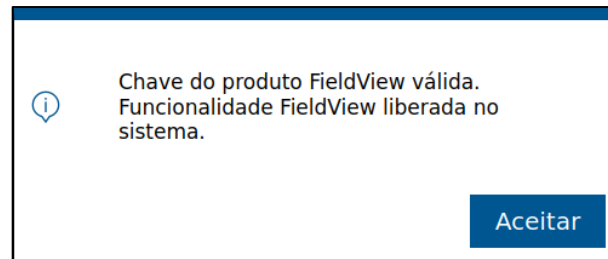 Chave do produto FieldView válida.
Funcionalidade FieldView liberada no
sistema.
Aceitar